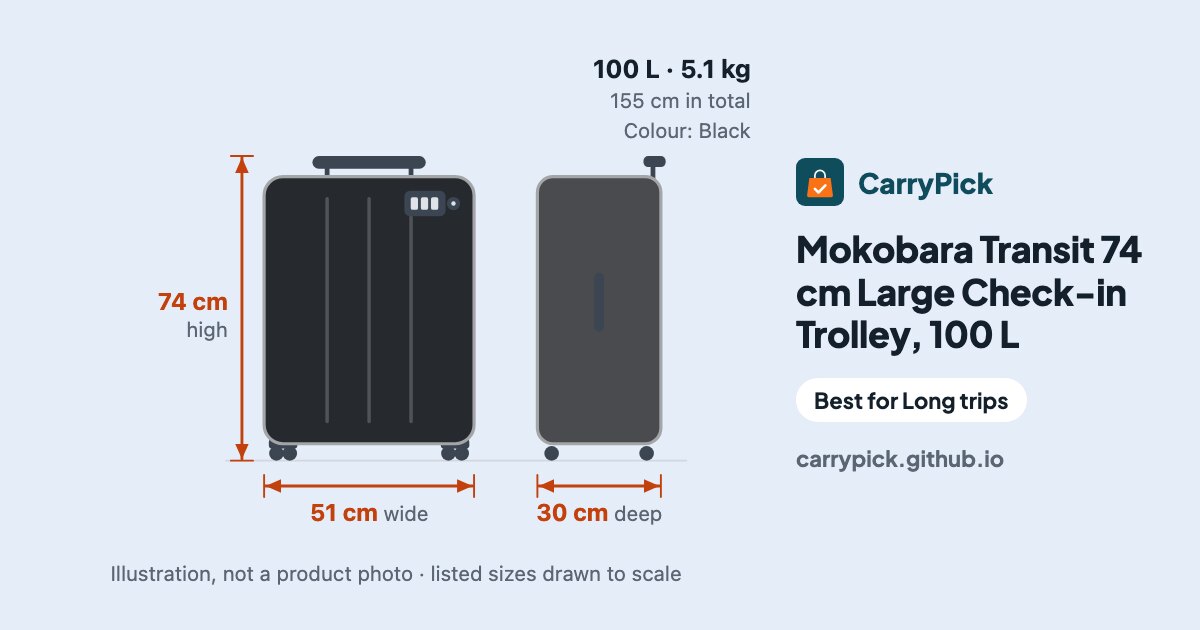 100 L · 5.1 kg
155 cm in total
Colour: Black
74 cm
high
51 cm wide
30 cm deep
Illustration, not a product photo · listed sizes drawn to scale
CarryPick
Mokobara Transit 74
cm Large Check-in
Trolley, 100 L
Best for Long trips
carrypick.github.io